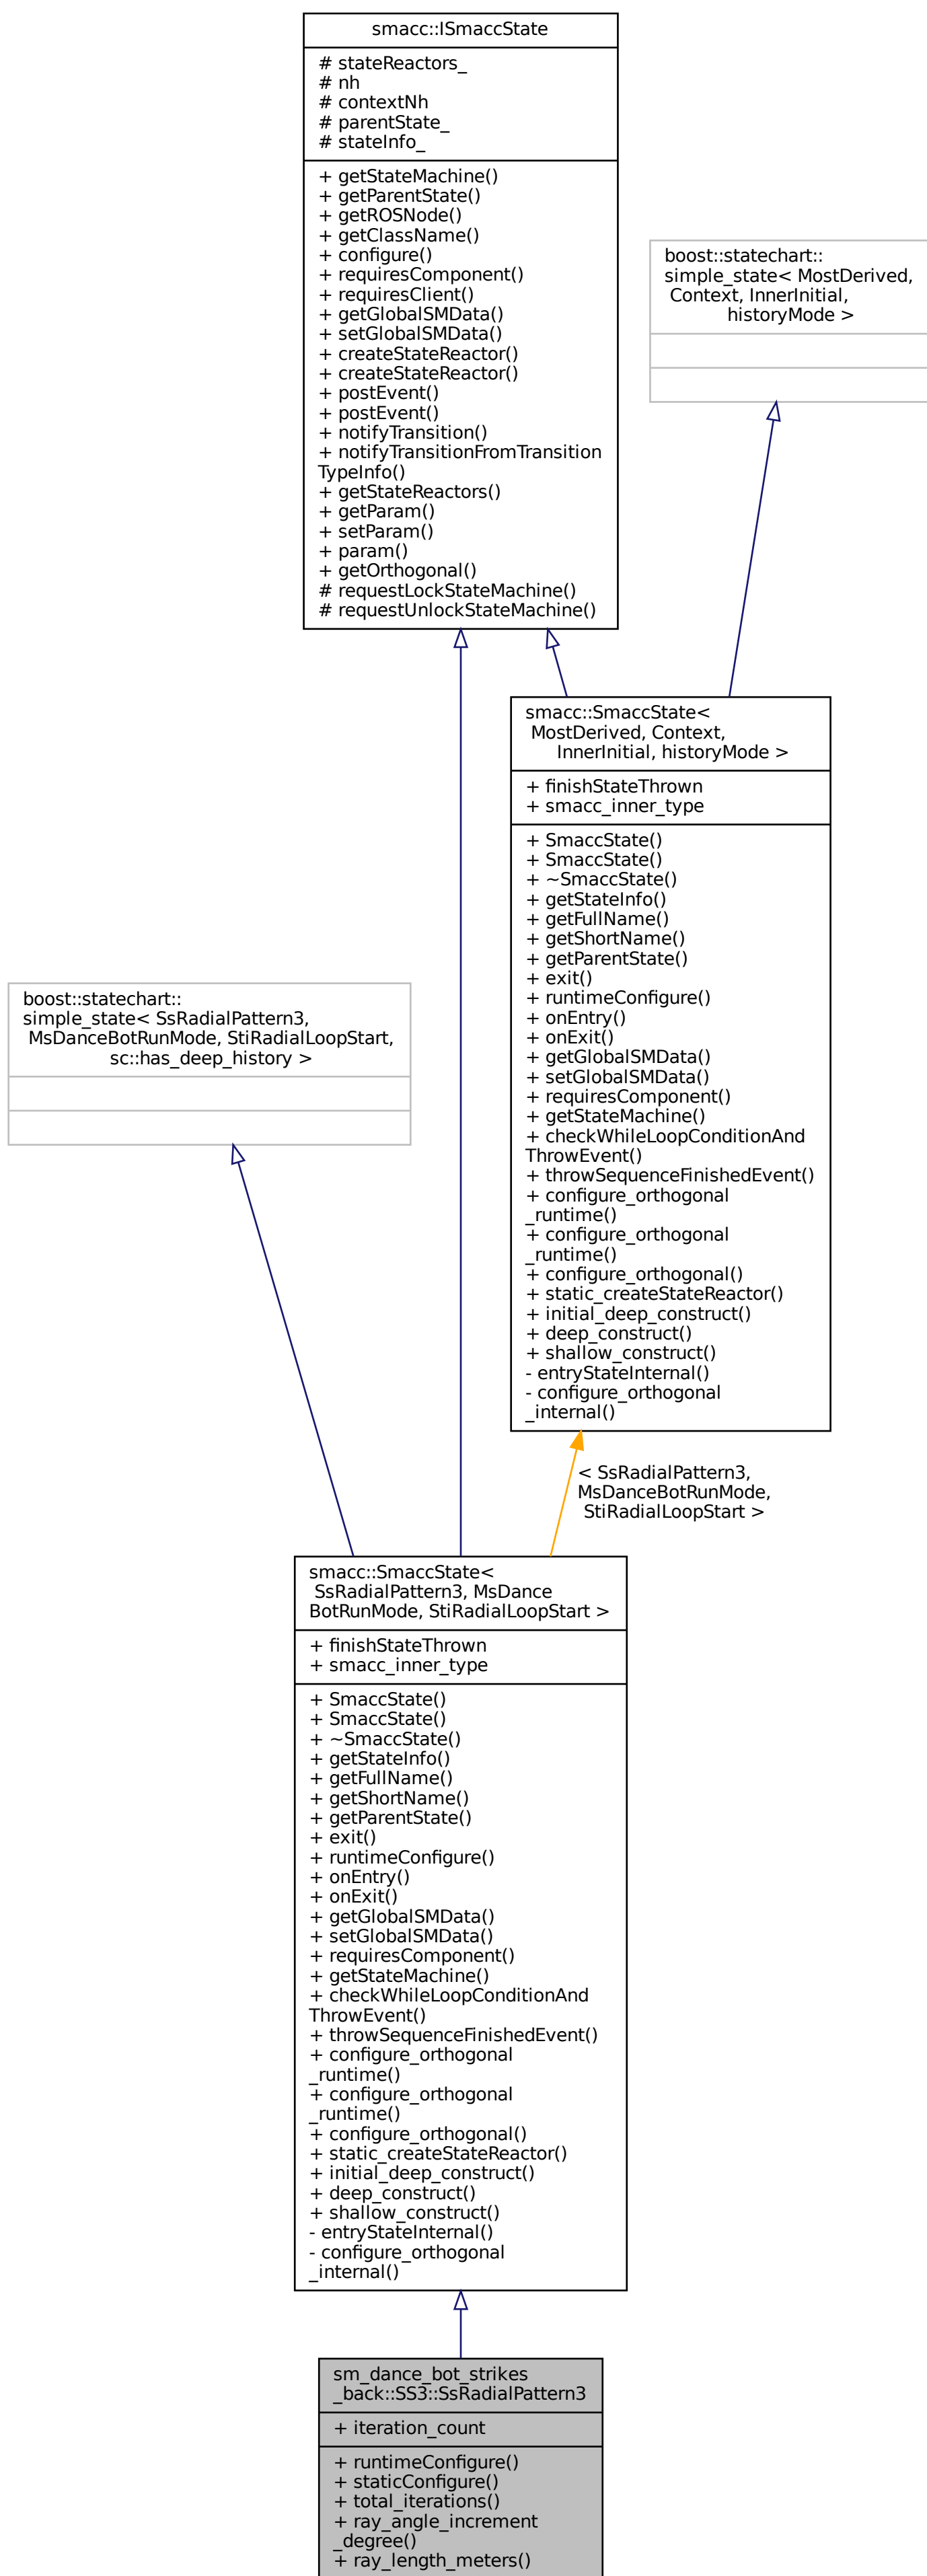 smacc::ISmaccState
# stateReactors_
# nh
# contextNh
# parentState_
# stateInfo_
+ getStateMachine()
+ getParentState()
+ getROSNode()
+ getClassName()
+ configure()
+ requiresComponent()
+ requiresClient()
+ getGlobalSMData()
+ setGlobalSMData()
+ createStateReactor()
+ createStateReactor()
+ postEvent()
+ postEvent()
+ notifyTransition()
+ notifyTransitionFromTransition
TypeInfo()
+ getStateReactors()
+ getParam()
+ setParam()
+ param()
+ getOrthogonal()
# requestLockStateMachine()
# requestUnlockStateMachine()
boost::statechart::
simple_state< MostDerived,
Context, InnerInitial,
historyMode >
smacc::SmaccState<
MostDerived, Context,
InnerInitial, historyMode >
+ finishStateThrown
+ smacc_inner_type
+ SmaccState()
+ SmaccState()
+ ~SmaccState()
+ getStateInfo()
+ getFullName()
+ getShortName()
+ getParentState()
+ exit()
+ runtimeConfigure()
+ onEntry()
+ onExit()
+ getGlobalSMData()
+ setGlobalSMData()
+ requiresComponent()
+ getStateMachine()
+ checkWhileLoopConditionAnd
ThrowEvent()
+ throwSequenceFinishedEvent()
+ configure_orthogonal
_runtime()
+ configure_orthogonal
_runtime()
+ configure_orthogonal()
+ static_createStateReactor()
+ initial_deep_construct()
+ deep_construct()
+ shallow_construct()
- entryStateInternal()
- configure_orthogonal
_internal()
boost::statechart::
simple_state< SsRadialPattern3,
MsDanceBotRunMode, StiRadialLoopStart,
sc::has_deep_history >
< SsRadialPattern3,
MsDanceBotRunMode,
StiRadialLoopStart >
smacc::SmaccState<
SsRadialPattern3, MsDance
BotRunMode, StiRadialLoopStart >
+ finishStateThrown
+ smacc_inner_type
+ SmaccState()
+ SmaccState()
+ ~SmaccState()
+ getStateInfo()
+ getFullName()
+ getShortName()
+ getParentState()
+ exit()
+ runtimeConfigure()
+ onEntry()
+ onExit()
+ getGlobalSMData()
+ setGlobalSMData()
+ requiresComponent()
+ getStateMachine()
+ checkWhileLoopConditionAnd
ThrowEvent()
+ throwSequenceFinishedEvent()
+ configure_orthogonal
_runtime()
+ configure_orthogonal
_runtime()
+ configure_orthogonal()
+ static_createStateReactor()
+ initial_deep_construct()
+ deep_construct()
+ shallow_construct()
- entryStateInternal()
- configure_orthogonal
_internal()
sm_dance_bot_strikes
_back::SS3::SsRadialPattern3
+ iteration_count
+ runtimeConfigure()
+ staticConfigure()
+ total_iterations()
+ ray_angle_increment
_degree()
+ ray_length_meters()